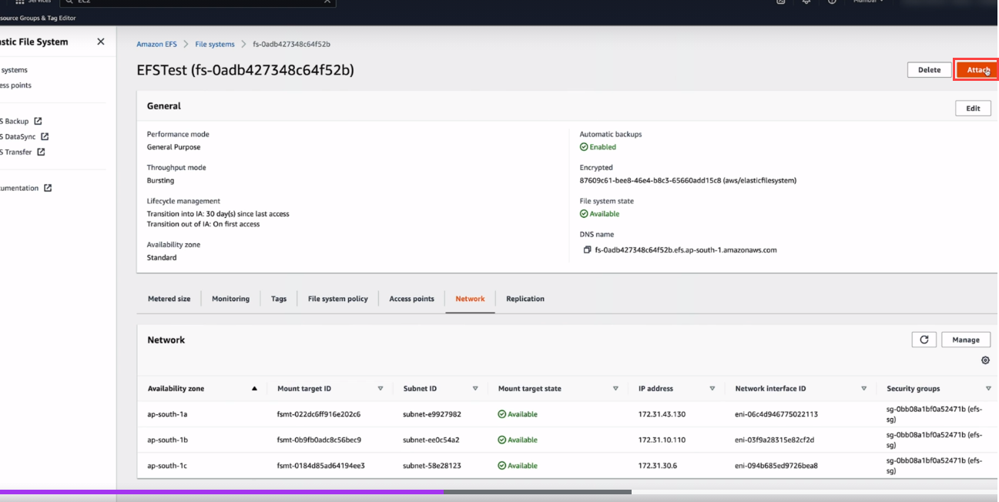 Services
EC2
Mumbai
source Groups & Tag Editor
astic File System
systems
ess points
S Backup
S DataSync
S Transfer
umentation
Amazon EFS
File systems
fs-0adb427348c64f52b
EFSTest (fs-0adb427348c64f52b)
Delete
Attach
General
Edit
Performance mode
General Purpose
Throughput mode
Bursting
Lifecycle management
Transition into IA: 30 day(s) since last access
Transition out of IA: On first access
Availability zone
Standard
Automatic backups
Enabled
Encrypted
87609c61-bee8-46e4-b8c3-65660add15c8 (aws/elasticfilesystem)
File system state
Available
DNS name
fs-0adb427348c64f52b.efs.ap-south-1.amazonaws.com
Metered size Monitoring Tags File system policy Access points Network Replication
Network
Manage
Availability zone Mount target ID Subnet ID Mount target state IP address Network interface ID Security groups
ap-south-1a fsmt-022dc6ff916e202c6 subnet-e9927982 Available 172.31.43.130 eni-06c4d946775022113 sg-0bb08a1bf0a52471b (efs-
sg)
ap-south-1b fsmt-0b9fb0adc8c56bec9 subnet-ee0c54a2 Available 172.31.10.110 eni-03f9a28315e82cf2d sg-0bb08a1bf0a52471b (efs-
sg)
ap-south-1c fsmt-0184d85ad64194ee3 subnet-58e28123 Available 172.31.30.6 eni-094b685ed9726bea8 sg-0bb08a1bf0a52471b (efs-
sg)